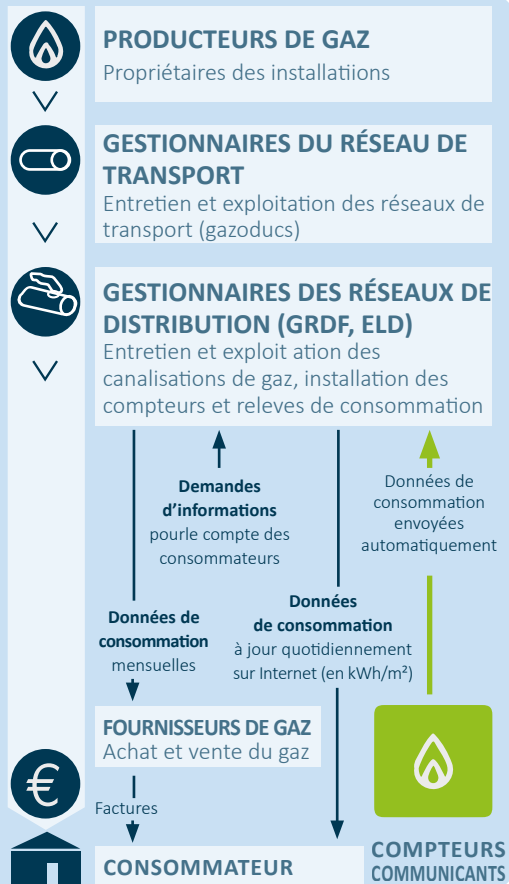 PRODUCTEURS DE GAZ
Propriétaires des installatiions
GESTIONNAIRES DU RÉSEAU DE
TRANSPORT
Entretien et exploitation des réseaux de
transport (gazoducs)
GESTIONNAIRES DES RÉSEAUX DE
DISTRIBUTION (GRDF, ELD)
Entretien et exploit ation des
canalisations de gaz, installation des
compteurs et releves de consommation
Demandes
d'informations
pourle compte des
consommateurs
Données de
consommation
envoyées
automatiquement
Données de
consommation
mensuelles
Données
de consommation
à jour quotidiennement
sur Internet (en kWh/m²)
FOURNISSEURS DE GAZ
Achat et vente du gaz
€
Factures
CONSOMMATEUR
COMPTEURS
COMMUNICANTS